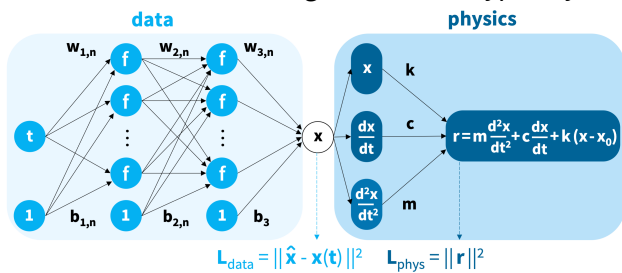 data
physics
w1,n
w2,n
w3,n
f
f
x
k
f
f
t
⋮
⋮
x
dx/dt
c
r = m d²x/dt² + c dx/dt + k (x - x₀)
f
f
d²x/dt²
m
1
b1,n
1
b2,n
1
b3
Ldata = || x̂ - x(t) ||²
Lphys = || r ||²